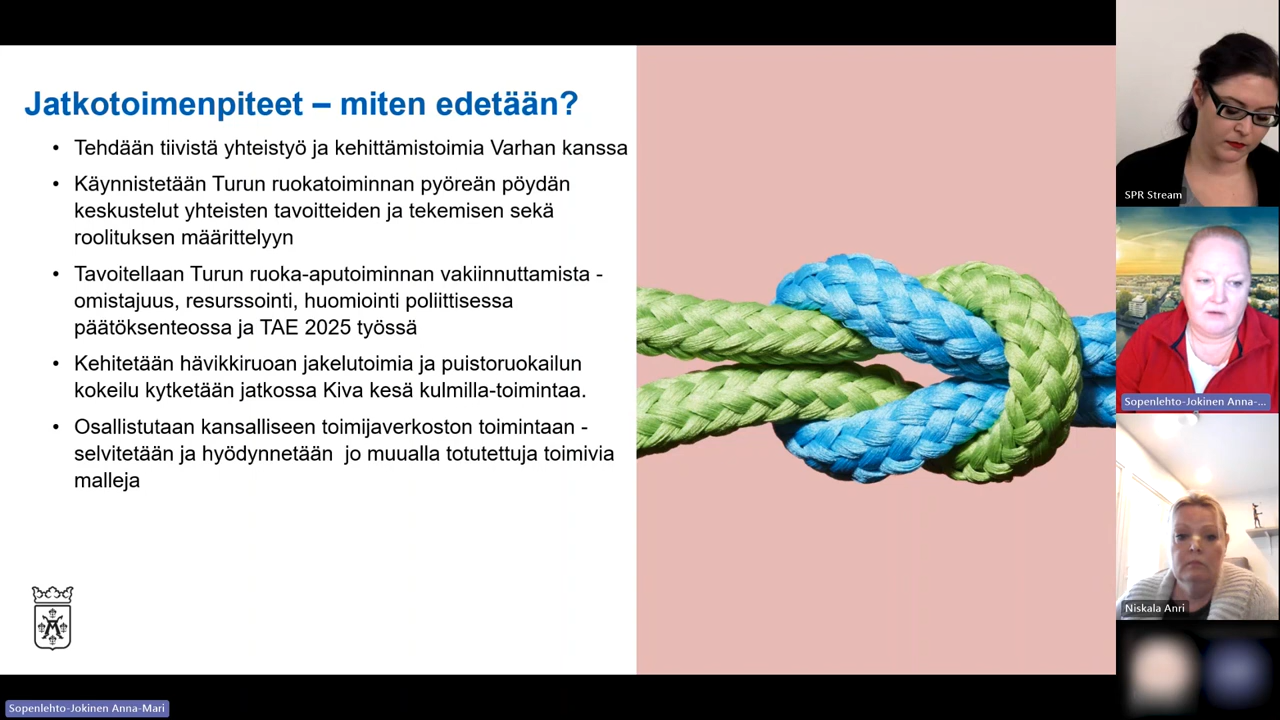 Jatkotoimenpiteet – miten edetään?
• Tehdään tiivistä yhteistyö ja kehittämistoimia Varhan kanssa
• Käynnistetään Turun ruokatoiminnan pyöreän pöydän
keskustelut yhteisten tavoitteiden ja tekemisen sekä
roolituksen määrittelyyn
• Tavoitellaan Turun ruoka-aputoiminnan vakiinnuttamista -
omistajuus, resurssointi, huomiointi poliittisessa
päätöksenteossa ja TAE 2025 työssä
• Kehitetään hävikkiruoan jakelutoimia ja puistoruokailun
kokeilu kytketään jatkossa Kiva kesä kulmilla-toimintaa.
• Osallistutaan kansalliseen toimijaverkoston toimintaan -
selvitetään ja hyödynnetään  jo muualla totutettuja toimivia
malleja
SPR Stream
Sopenlehto-Jokinen Anna-...
Niskala Anri
Sopenlehto-Jokinen Anna-Mari